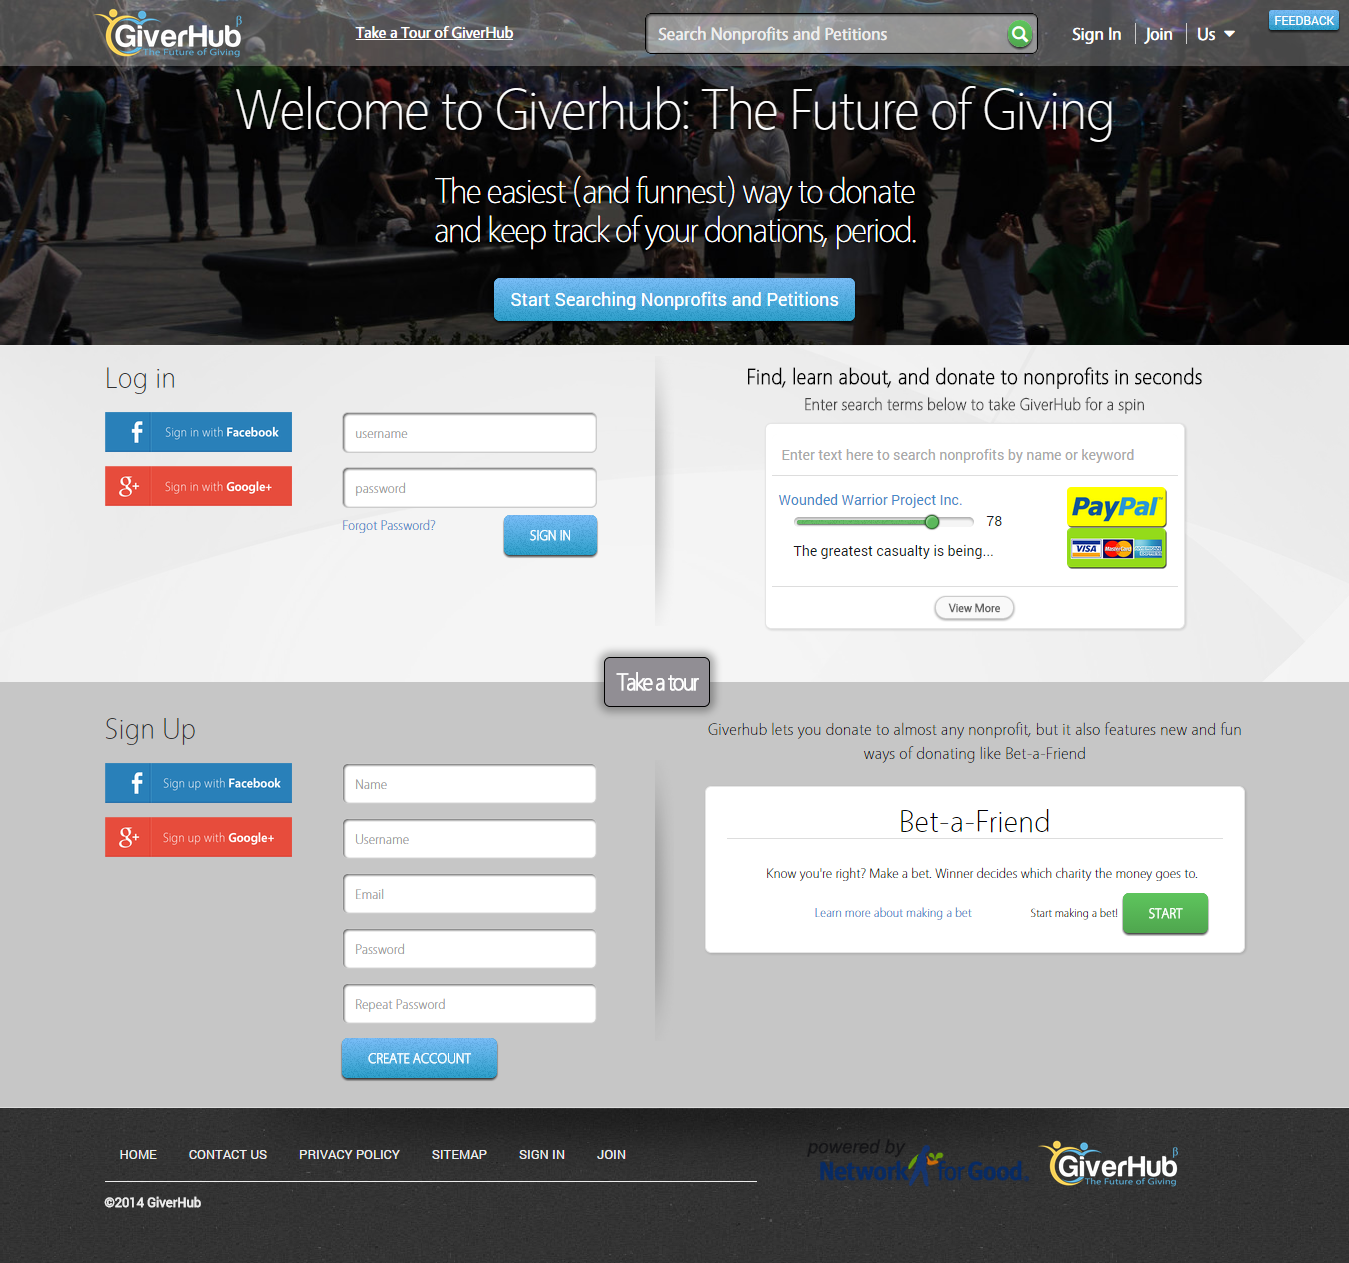 GiverHub β
The Future of Giving
Take a Tour of GiverHub
Search Nonprofits and Petitions
Sign In
Join
Us
FEEDBACK
Welcome to Giverhub: The Future of Giving
The easiest (and funnest) way to donate
and keep track of your donations, period.
Start Searching Nonprofits and Petitions
Log in
f Sign in with Facebook
g+ Sign in with Google+
username
password
Forgot Password?
SIGN IN
Find, learn about, and donate to nonprofits in seconds
Enter search terms below to take GiverHub for a spin
Enter text here to search nonprofits by name or keyword
Wounded Warrior Project Inc.
78
The greatest casualty is being...
PayPal™
VISA MasterCard AMERICAN EXPRESS
View More
Take a tour
Sign Up
f Sign up with Facebook
g+ Sign up with Google+
Name
Username
Email
Password
Repeat Password
CREATE ACCOUNT
Giverhub lets you donate to almost any nonprofit, but it also features new and fun
ways of donating like Bet-a-Friend
Bet-a-Friend
Know you're right? Make a bet. Winner decides which charity the money goes to.
Learn more about making a bet
Start making a bet!
START
HOME
CONTACT US
PRIVACY POLICY
SITEMAP
SIGN IN
JOIN
©2014 GiverHub
powered by
Network for Good.
GiverHub β
The Future of Giving